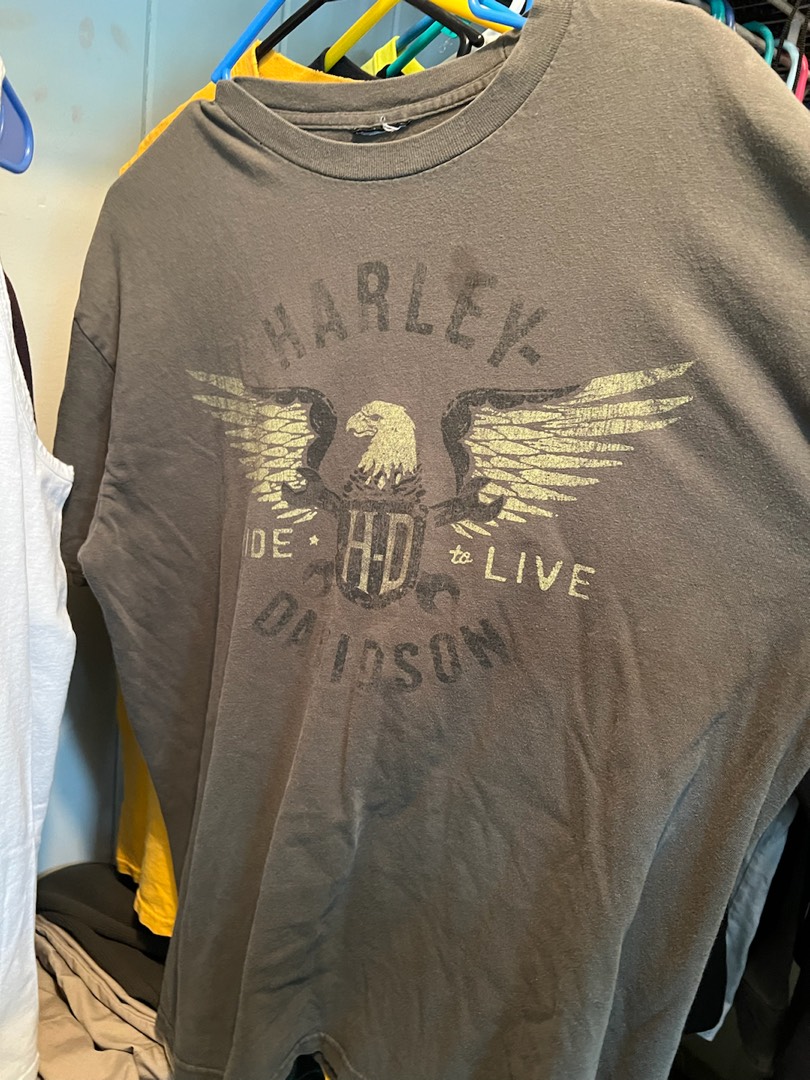 HARLEY-
IDE ★ H-D to LIVE
DAVIDSON